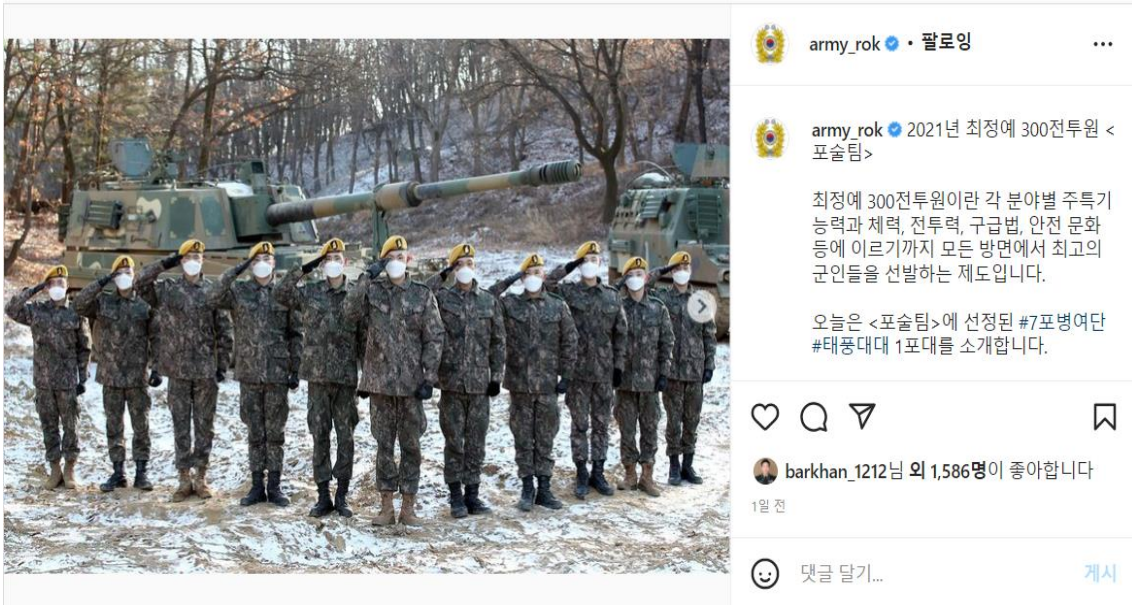 army_rok • 팔로잉
army_rok 2021년 최정예 300전투원 <
포술팀>
최정예 300전투원이란 각 분야별 주특기
능력과 체력, 전투력, 구급법, 안전 문화
등에 이르기까지 모든 방면에서 최고의
군인들을 선발하는 제도입니다.
오늘은 <포술팀>에 선정된 #7포병여단
#태풍대대 1포대를 소개합니다.
barkhan_1212님 외 1,586명이 좋아합니다
1일 전
댓글 달기...
게시